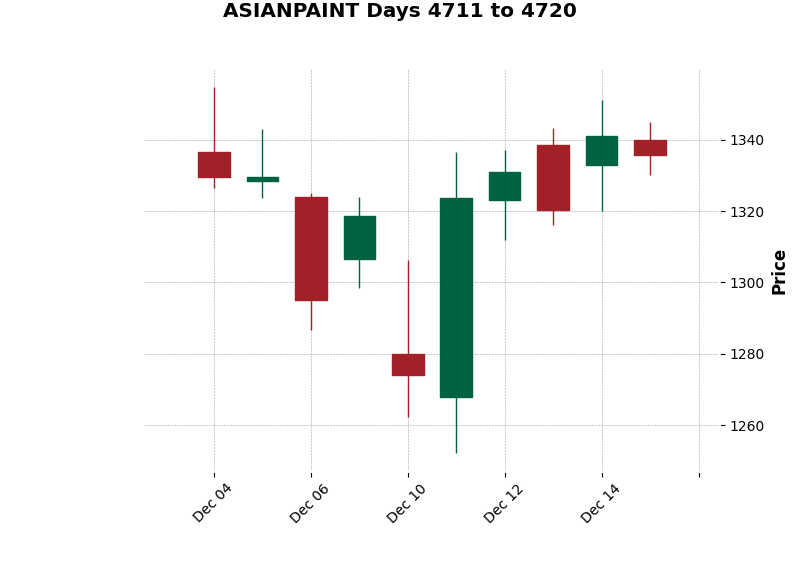 ASIANPAINT Days 4711 to 4720
1340
1320
1300
1280
1260
Price
Dec 04
Dec 06
Dec 10
Dec 12
Dec 14